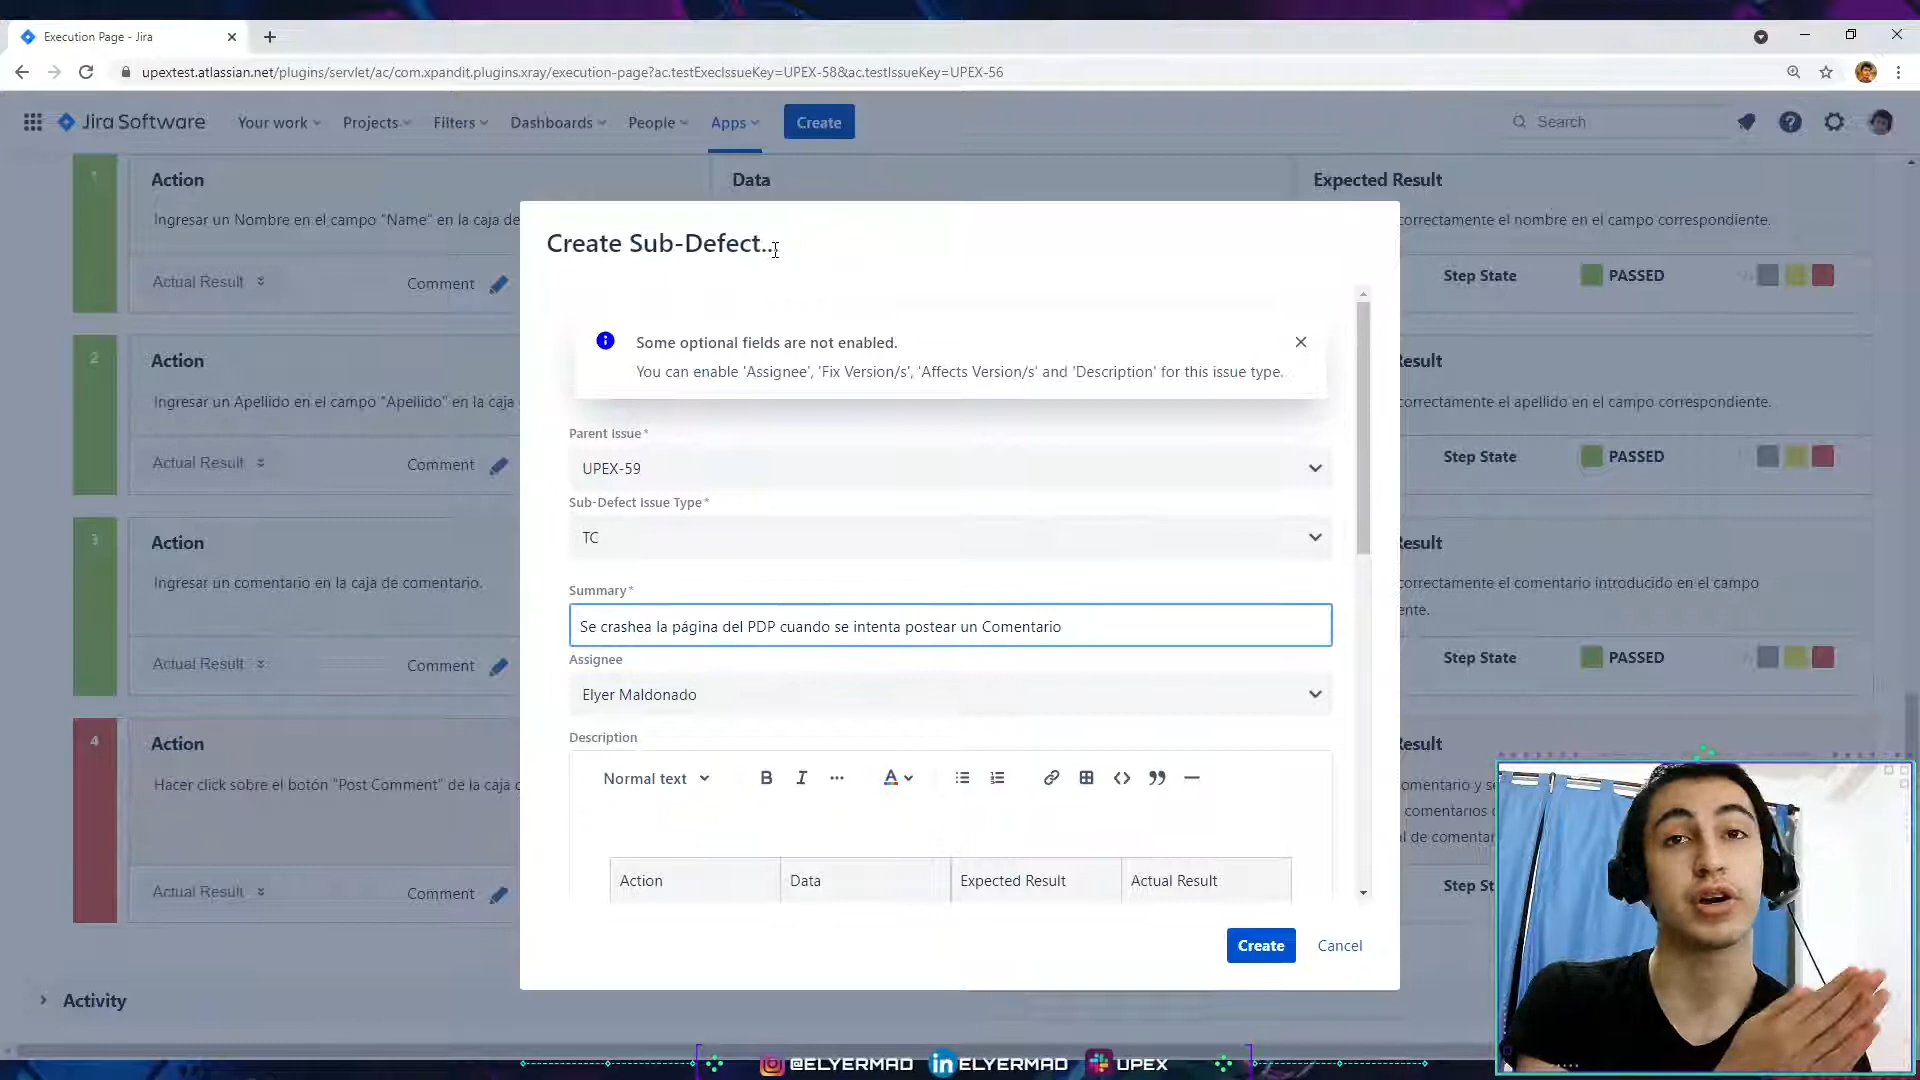 Execution Page - Jira
upextest.atlassian.net/plugins/servlet/ac/com.xpandit.plugins.xray/execution-page?ac.testExecIssueKey=UPEX-58&ac.testIssueKey=UPEX-56
Jira Software
Your work
Projects
Filters
Dashboards
People
Apps
Create
Search
1
Action
Data
Expected Result
Ingresar un Nombre en el campo "Name" en la caja de
correctamente el nombre en el campo correspondiente.
Actual Result
Comment
Step State
PASSED
2
Action
Result
Ingresar un Apellido en el campo "Apellido" en la caja
correctamente el apellido en el campo correspondiente.
Actual Result
Comment
Step State
PASSED
3
Action
Result
Ingresar un comentario en la caja de comentario.
correctamente el comentario introducido en el campo
Actual Result
Comment
Step State
PASSED
4
Action
Result
Hacer click sobre el botón "Post Comment" de la caja
Actual Result
Comment
Activity
Create Sub-Defect...
Some optional fields are not enabled.
You can enable 'Assignee', 'Fix Version/s', 'Affects Version/s' and 'Description' for this issue type.
Parent Issue*
UPEX-59
Sub-Defect Issue Type*
TC
Summary*
Se crashea la página del PDP cuando se intenta postear un Comentario
Assignee
Elyer Maldonado
Description
Normal text
Action
Data
Expected Result
Actual Result
Create
Cancel
@ELYERMAD
ELYERMAD
UPEX